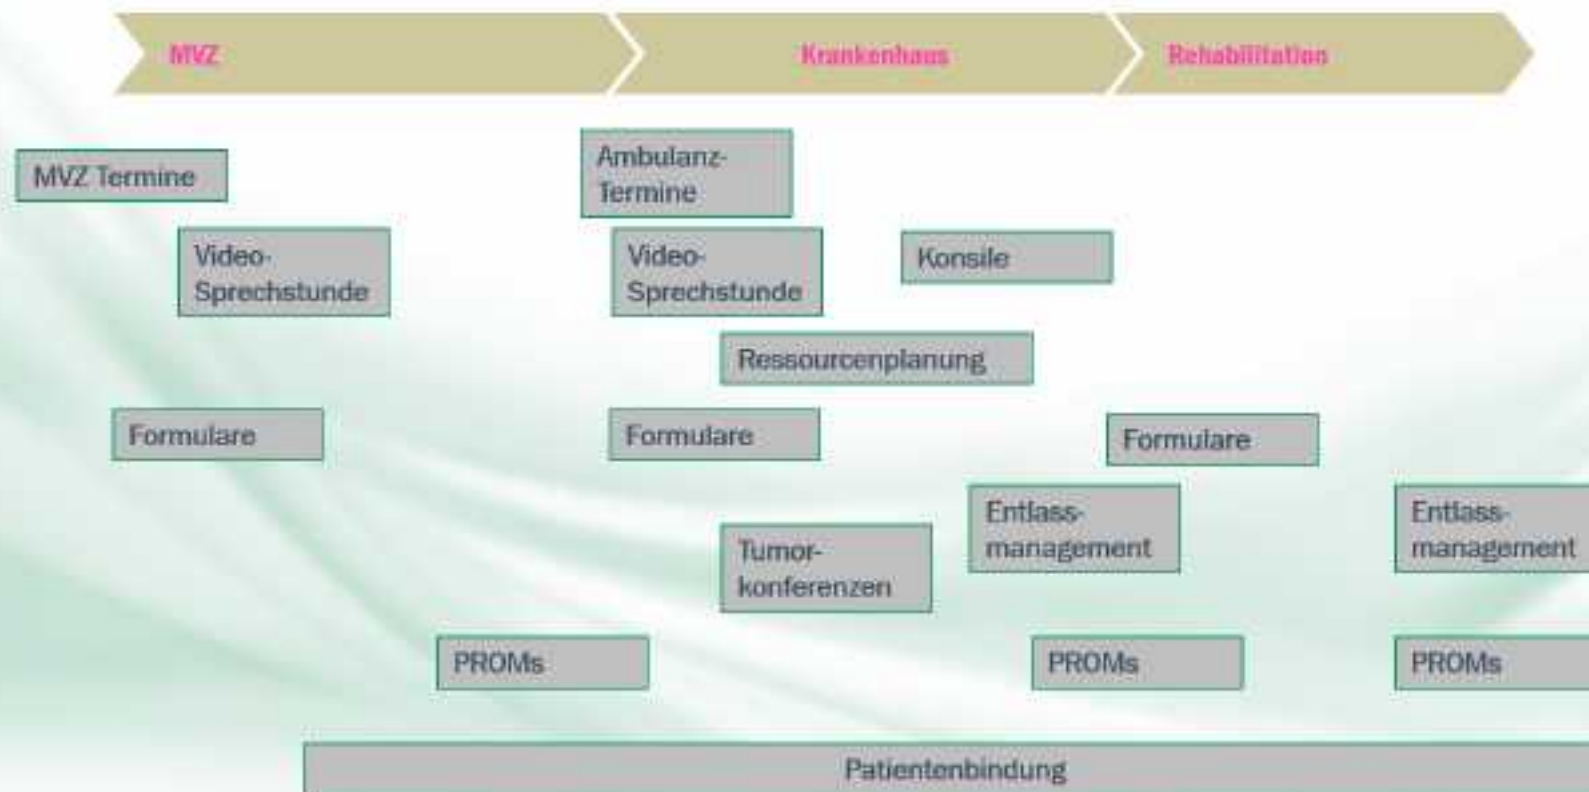 MVZ
Krankenhaus
Rehabilitation
MVZ Termine
Ambulanz-
Termine
Video-
Sprechstunde
Video-
Sprechstunde
Konsile
Ressourcenplanung
Formulare
Formulare
Formulare
Entlass-
management
Entlass-
management
Tumor-
konferenzen
PROMs
PROMs
PROMs
Patientenbindung